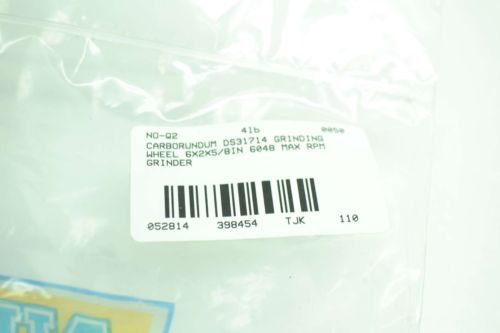 NO-Q2 4lb 0050
CARBORUNDUM DS31714 GRINDING
WHEEL 6X2X5/8IN 6048 MAX RPM
GRINDER
052814 398454 TJK 110